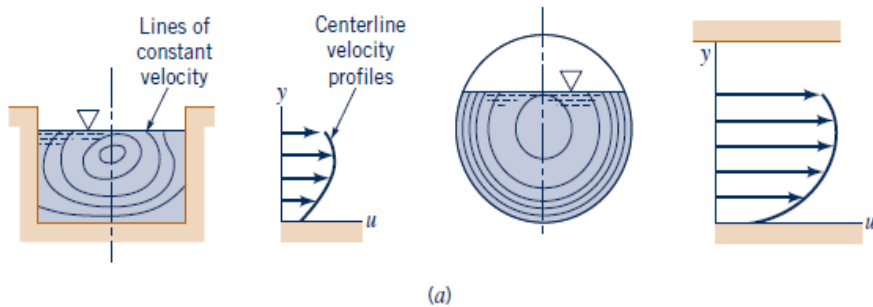 Lines of
constant
velocity
Centerline
velocity
profiles
y
u
y
u
(a)